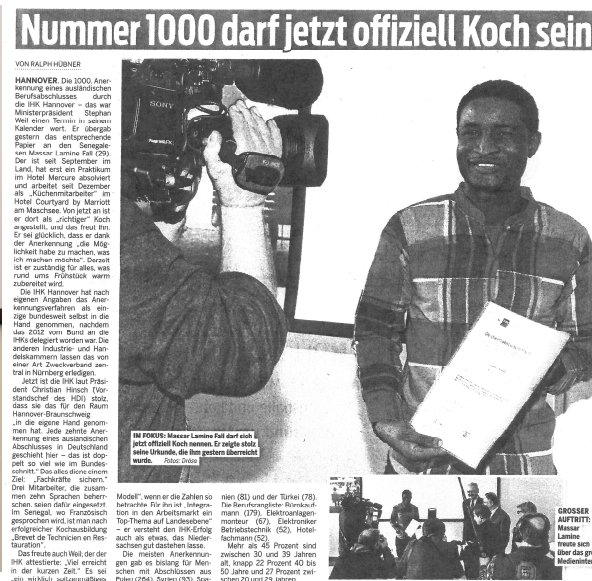 Nummer 1000 darf jetzt offiziell Koch sein
VON RALPH HÜBNER
HANNOVER. Die 1000. Aner-
kennung eines ausländischen
Berufsabschlusses durch
die IHK Hannover – das war
Ministerpräsident Stephan
Weil einen Termin in seinem
Kalender wert. Er übergab
gestern das entsprechende
Papier an den Senegale-
sen Massar Lamine Fall (29).
Der ist seit September im
Land, hat erst ein Praktikum
im Hotel Mercure absolviert
und arbeitet seit Dezember
als „Küchenmitarbeiter" im
Hotel Courtyard by Marriott
am Maschsee. Von jetzt an ist
er dort als „richtiger" Koch
angestellt, und das freut ihn.
Er sei glücklich, dass er dank
der Anerkennung „die Mög-
lichkeit habe zu machen, was
ich machen möchte". Derzeit
ist er zuständig für alles, was
rund ums Frühstück warm
zubereitet wird.
Die IHK Hannover hat nach
eigenen Angaben das Aner-
kennungsverfahren als ein-
zige bundesweit selbst in die
Hand genommen, nachdem
das 2012 vom Bund an die
IHKs delegiert worden war. Die
anderen Industrie- und Han-
delskammern lassen das von
einer Art Zweckverband zen-
tral in Nürnberg erledigen.
Jetzt ist die IHK laut Präsi-
dent Christian Hinsch (Vor-
standschef des HDI) stolz,
dass sie das für den Raum
Hannover-Braunschweig
„in die eigene Hand genom-
men hat. Jede zehnte Aner-
kennung eines ausländischen
Abschlusses in Deutschland
geschieht hier – das ist dop-
pelt so viel wie im Bundes-
schnitt." Das alles diene einem
Ziel: „Fachkräfte sichern."
Drei Mitarbeiter, die zusam-
men zehn Sprachen beherr-
schen, seien dafür eingesetzt.
Im Senegal, wo Französisch
gesprochen wird, ist man nach
erfolgreicher Kochausbildung
„Brevet de Technicien en Res-
tauration".
Das freute auch Weil, der der
IHK attestierte: „Viel erreicht
in der kurzen Zeit." Es sei
SONY
IM FOKUS: Massar Lamine Fall darf sich
jetzt offiziell Koch nennen. Er zeigte stolz
seine Urkunde, die ihm gestern überreicht
wurde. Fotos: Dröse
Modell", wenn er die Zahlen so
betrachte. Für ihn ist „Integra-
tion in den Arbeitsmarkt ein
Top-Thema auf Landesebene"
– er versteht den IHK-Erfolg
auch als etwas, das Nieder-
sachsen gut dastehen lasse.
Die meisten Anerkennun-
gen gab es bislang für Men-
schen mit Abschlüssen aus
Polen (264), Syrien (93), Spa-
nien (81) und der Türkei (78).
Die Berufsrangliste: Bürokauf-
mann (179), Elektroanlagen-
monteur (67), Elektroniker
Betriebstechnik (52), Hotel-
fachmann (52).
Mehr als 45 Prozent sind
zwischen 30 und 39 Jahren
alt, knapp 22 Prozent 40 bis
50 Jahre und 27 Prozent zwi-
schen 20 und 29 Jahren.
GROSSER
AUFTRITT:
Massar
Lamine
freute sich
über das gr
Medieninter